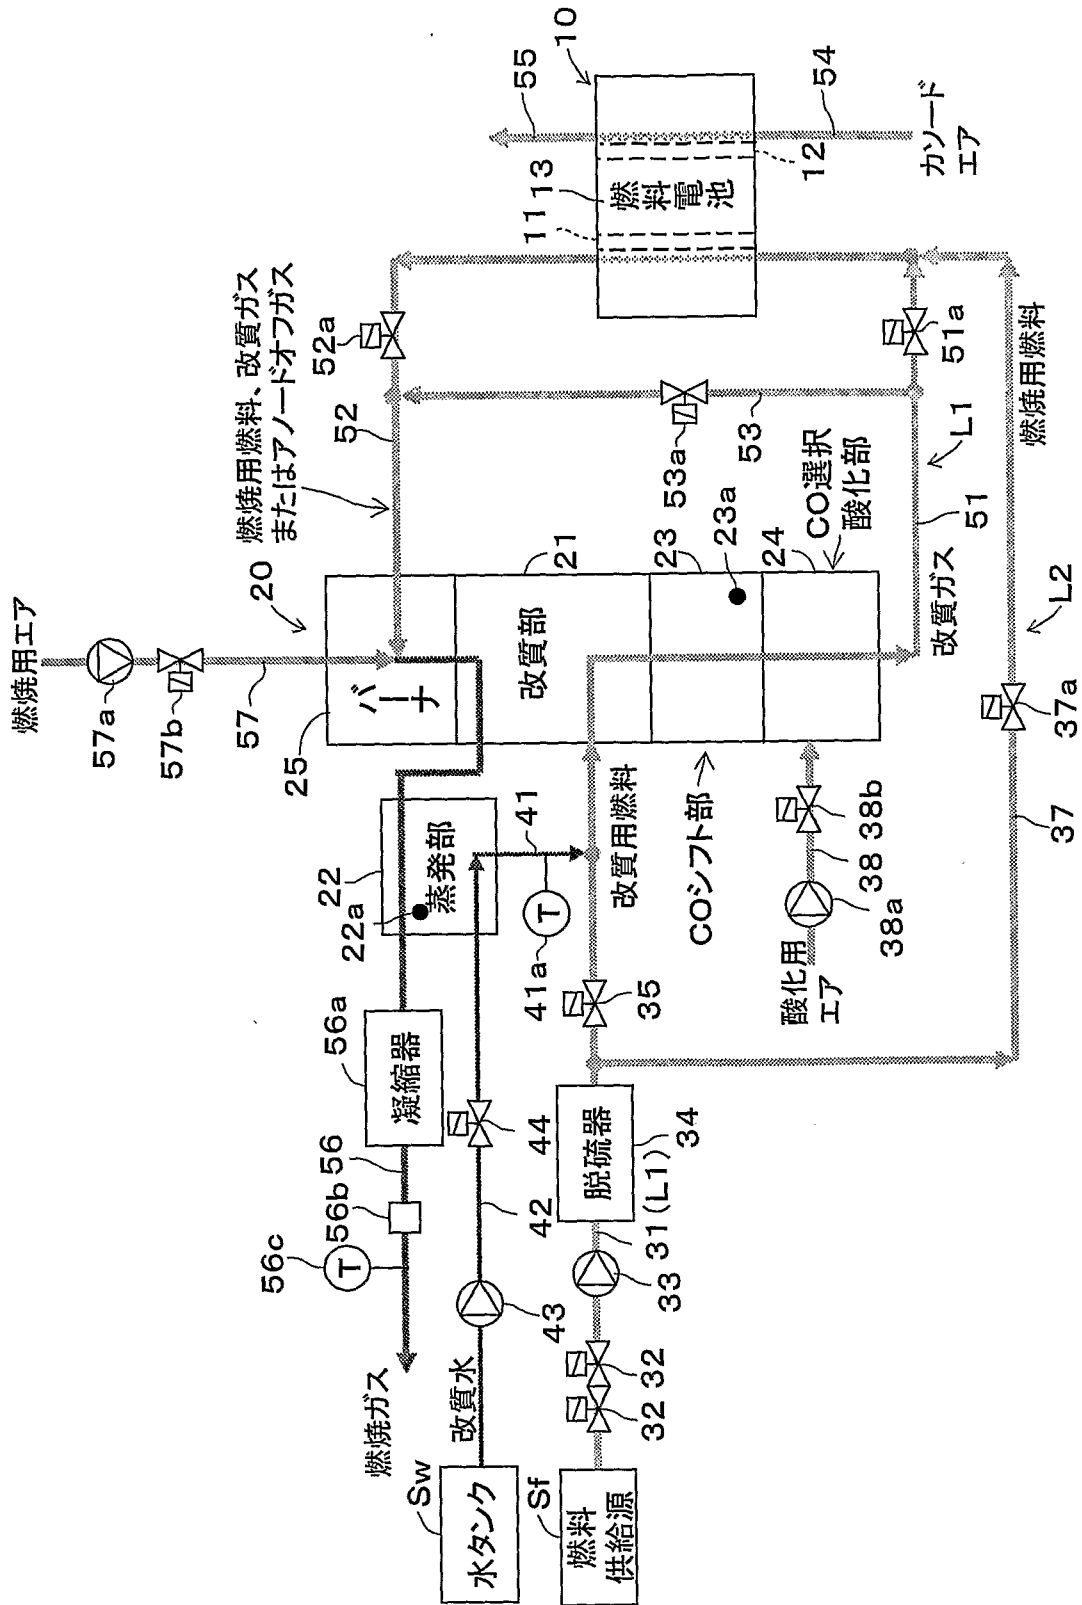 燃焼用エア
57a
57b
57
20
25
バーナ
燃焼用燃料、改質ガス
またはアノードオフガス
52
52a
55
10
11
13
燃料電池
12
54
カソード
エア
21
改質部
22
蒸発部
22a
41
T
41a
改質用燃料
53a
53
51a
23
23a
24
CO選択
酸化部
L1
51
改質ガス
燃焼用燃料
L2
COシフト部
38b
38
38a
酸化用
エア
37a
37
35
56a
凝縮器
56
56b
56c
T
燃焼ガス
44
42
43
改質水
34
脱硫器
31(L1)
33
32
32
Sw
水タンク
Sf
燃料
供給源